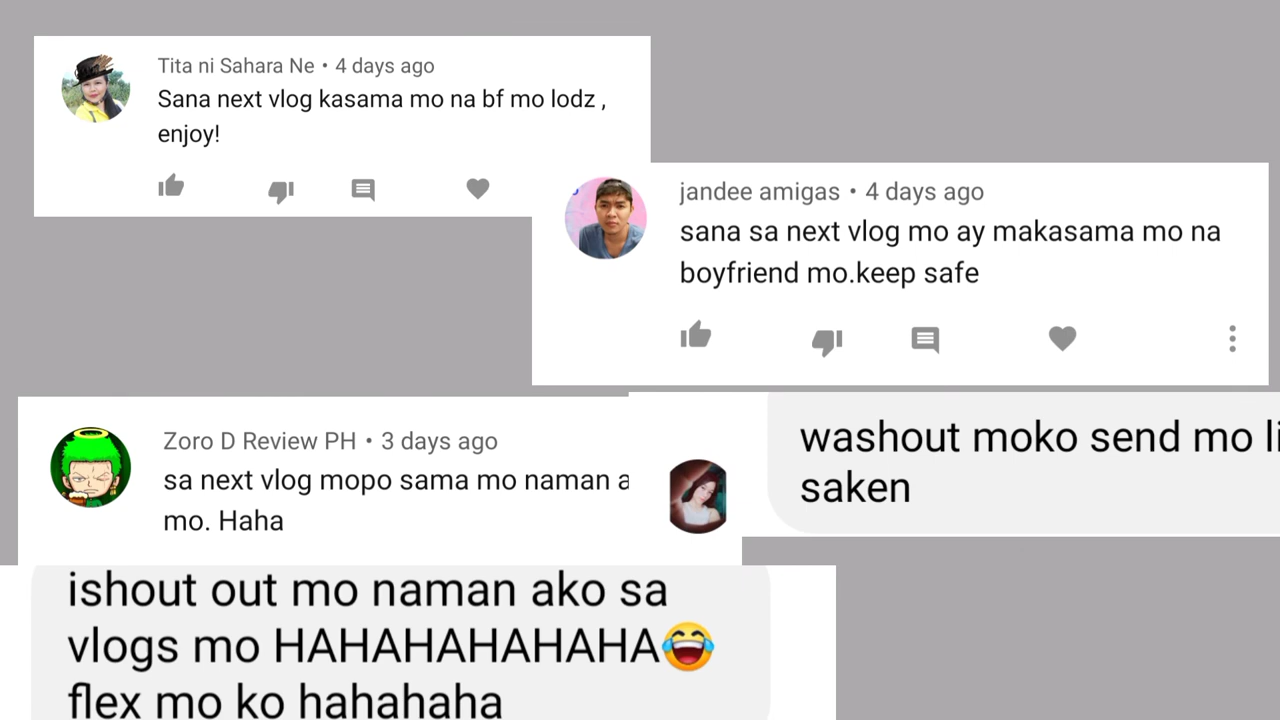 Tita ni Sahara Ne • 4 days ago
Sana next vlog kasama mo na bf mo lodz ,
enjoy!
jandee amigas • 4 days ago
sana sa next vlog mo ay makasama mo na
boyfriend mo.keep safe
Zoro D Review PH • 3 days ago
sa next vlog mopo sama mo naman
mo. Haha
washout moko send mo
saken
ishout out mo naman ako sa
vlogs mo HAHAHAHAHAHA😂
flex mo ko hahahaha